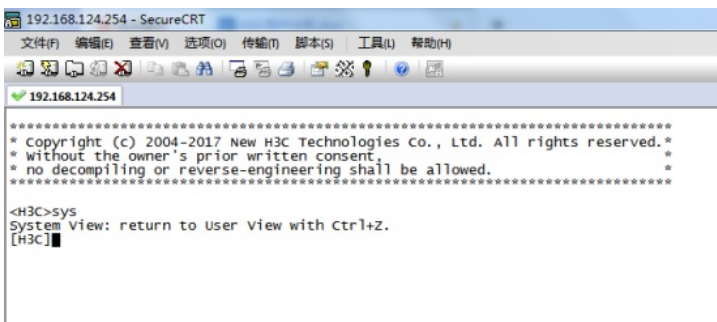 192.168.124.254 - SecureCRT
文件(F) 编辑(E) 查看(V) 选项(O) 传输(T) 脚本(S) 工具(L) 帮助(H)
192.168.124.254
******************************************************************************
* Copyright (c) 2004-2017 New H3C Technologies Co., Ltd. All rights reserved.*
* Without the owner's prior written consent, *
* no decompiling or reverse-engineering shall be allowed. *
******************************************************************************
<H3C>sys
System View: return to User View with Ctrl+Z.
[H3C]